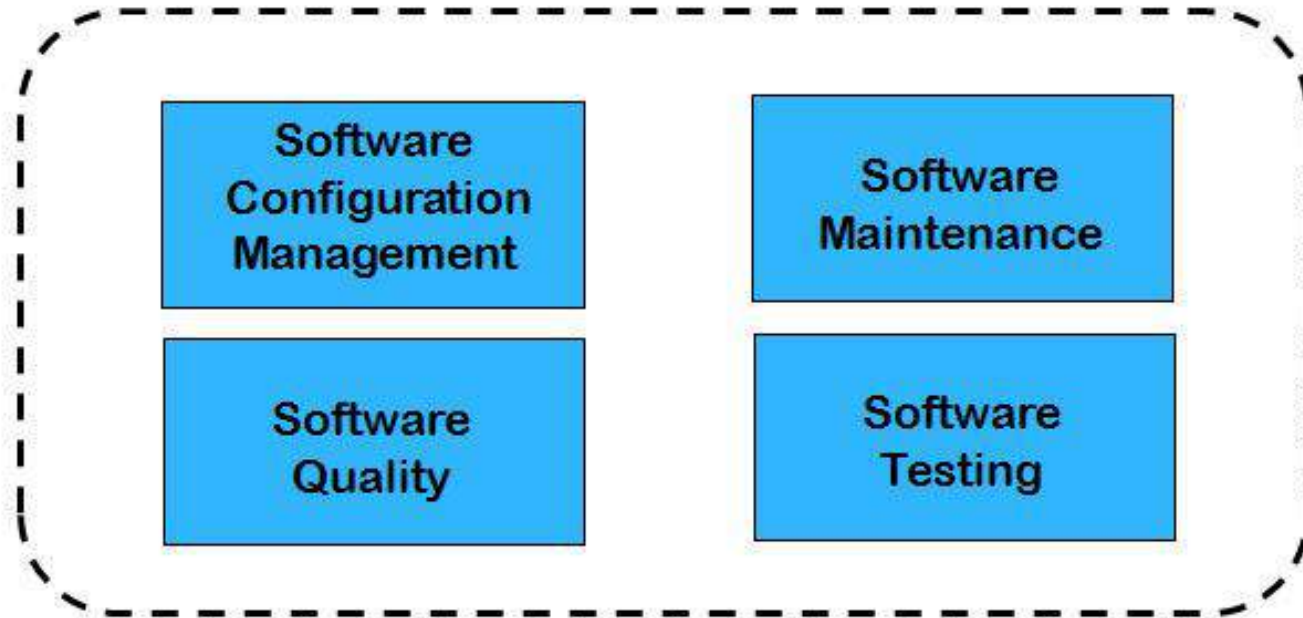 Software
Configuration
Management
Software
Maintenance
Software
Quality
Software
Testing